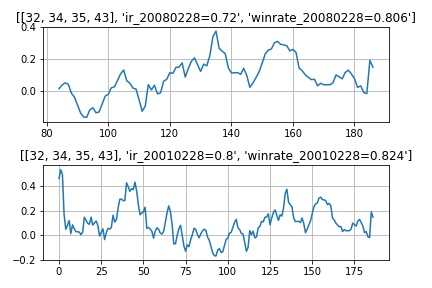 [[32, 34, 35, 43], 'ir_20080228=0.72', 'winrate_20080228=0.806']
0.4
0.2
0.0
80 100 120 140 160 180
[[32, 34, 35, 43], 'ir_20010228=0.8', 'winrate_20010228=0.824']
0.4
0.2
0.0
−0.2
0 25 50 75 100 125 150 175